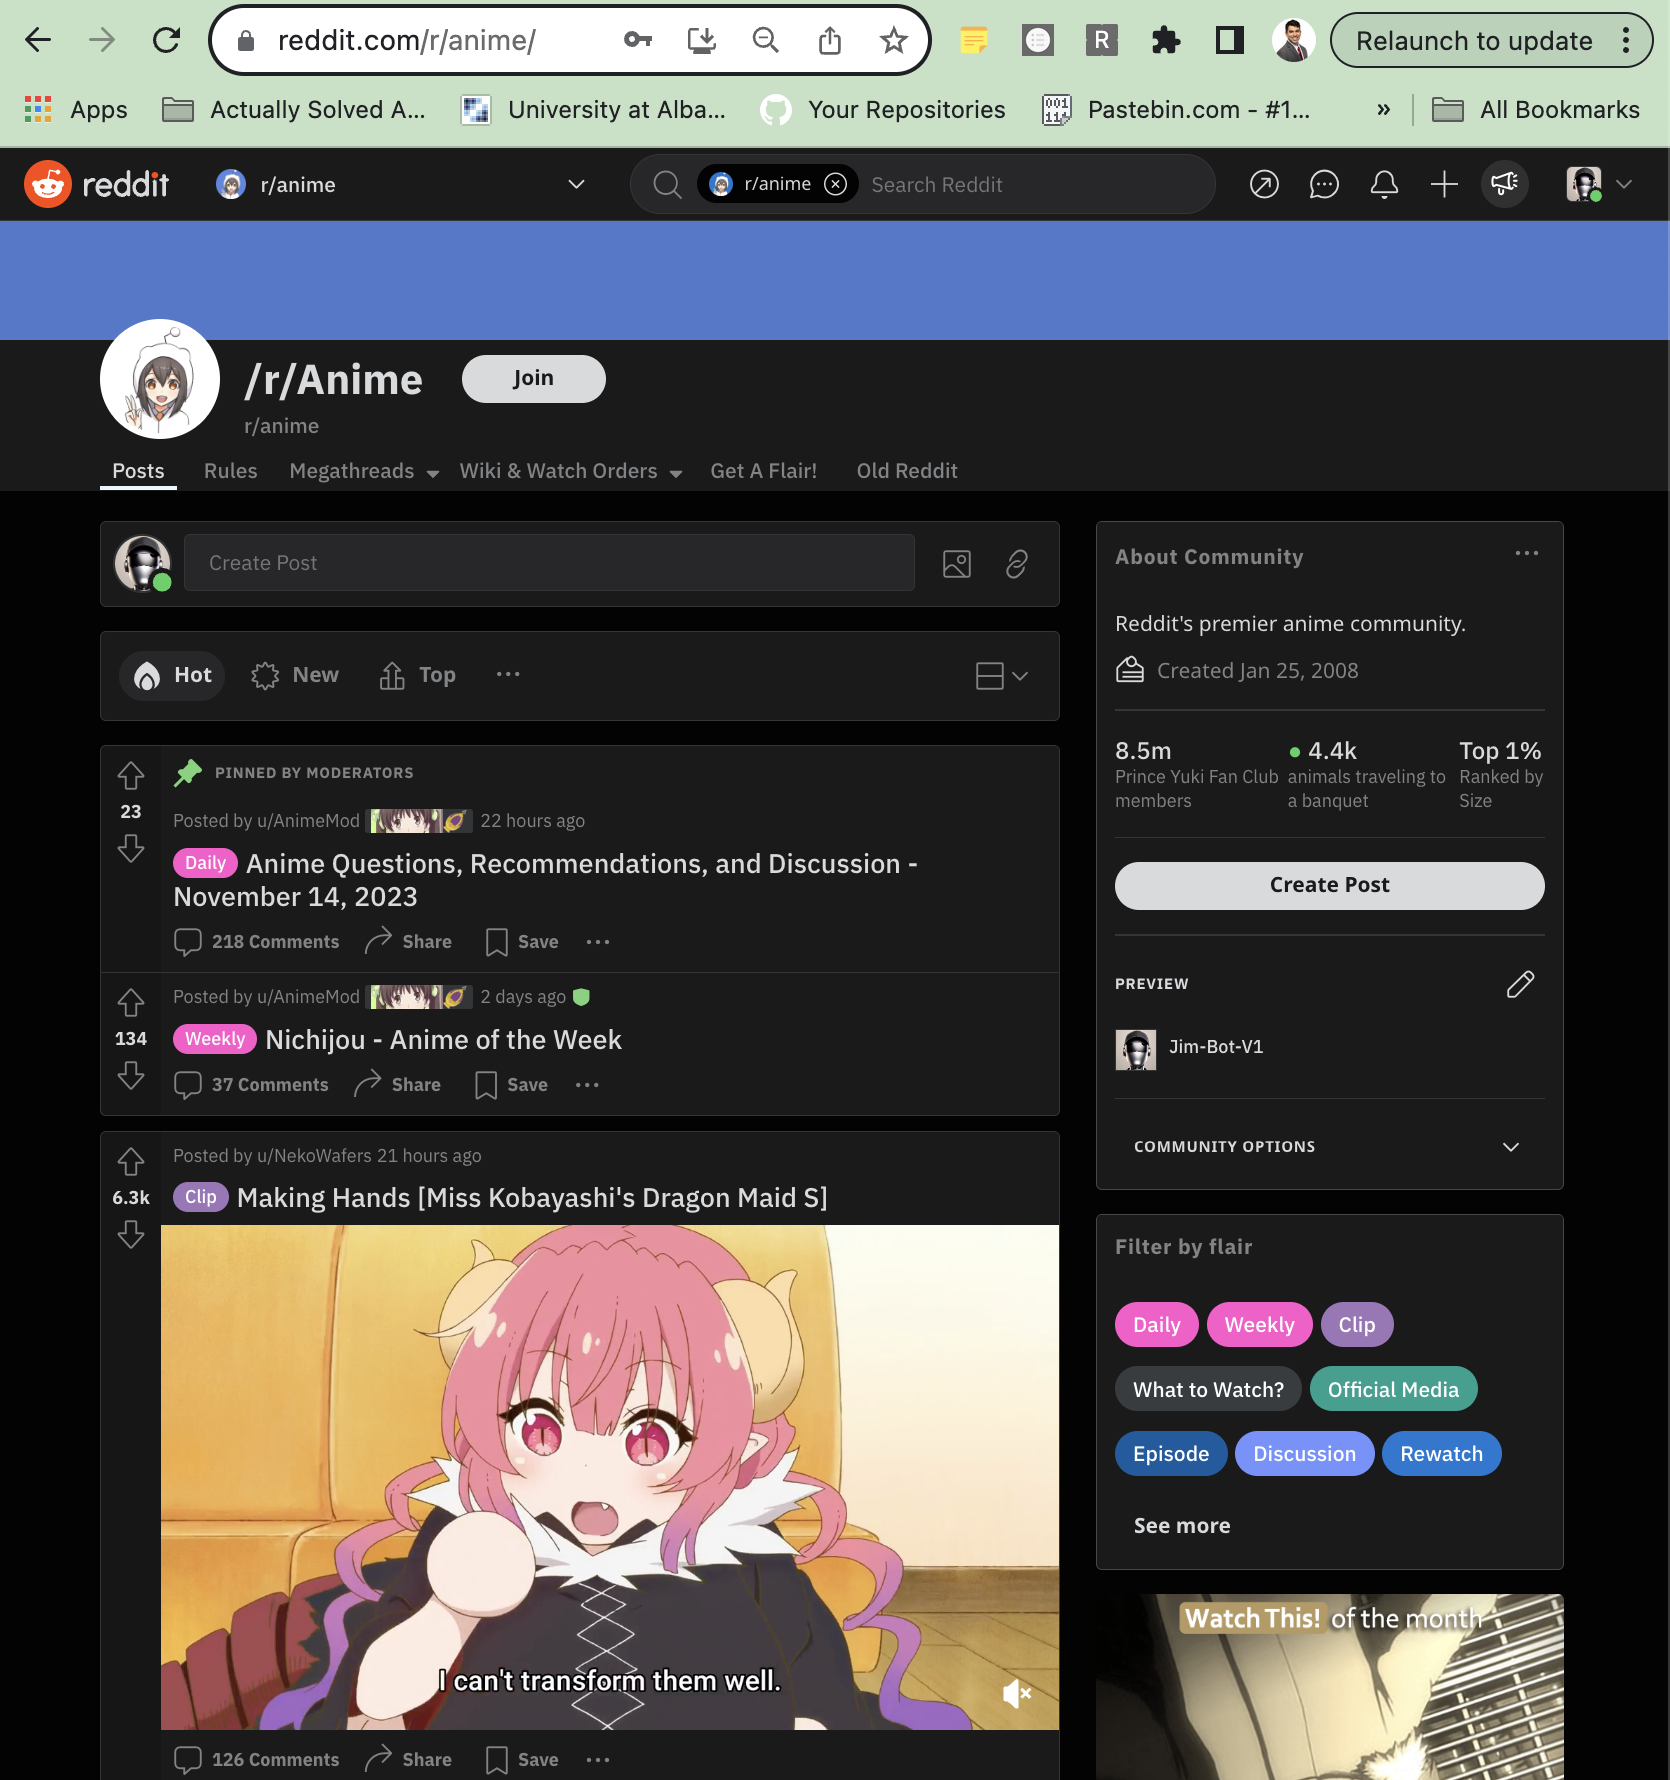 reddit.com/r/anime/
R
Relaunch to update
Apps
Actually Solved A...
University at Alba...
Your Repositories
001
Pastebin.com - #1...
»
All Bookmarks
reddit
r/anime
r/anime
Search Reddit
/r/Anime
Join
r/anime
Posts
Rules
Megathreads
Wiki & Watch Orders
Get A Flair!
Old Reddit
Create Post
Hot
New
Top
23
PINNED BY MODERATORS
Posted by u/AnimeMod 22 hours ago
Daily Anime Questions, Recommendations, and Discussion -
November 14, 2023
218 Comments
Share
Save
134
Posted by u/AnimeMod 2 days ago
Weekly Nichijou - Anime of the Week
37 Comments
Share
Save
6.3k
Posted by u/NekoWafers 21 hours ago
Clip Making Hands [Miss Kobayashi's Dragon Maid S]
I can't transform them well.
126 Comments
Share
Save
About Community
Reddit's premier anime community.
Created Jan 25, 2008
8.5m
Prince Yuki Fan Club
members
4.4k
animals traveling to
a banquet
Top 1%
Ranked by
Size
Create Post
PREVIEW
Jim-Bot-V1
COMMUNITY OPTIONS
Filter by flair
Daily
Weekly
Clip
What to Watch?
Official Media
Episode
Discussion
Rewatch
See more
Watch This! of the month